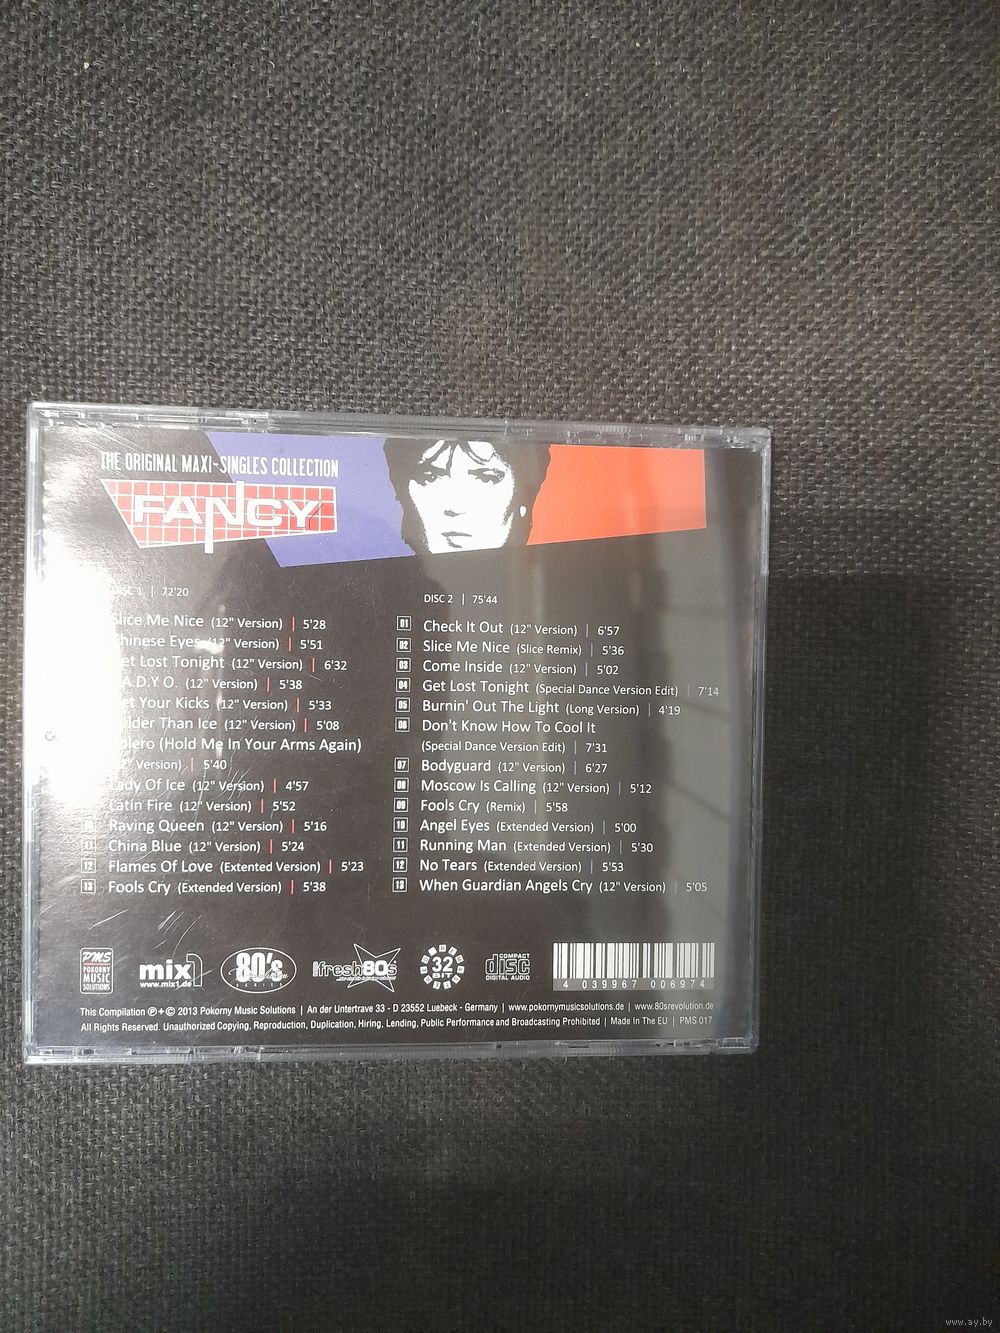 THE ORIGINAL MAXI-SINGLES COLLECTION
FANCY
DISC 1 | 72'20
Slice Me Nice (12" Version) | 5'28
Chinese Eyes (12" Version) | 5'51
Get Lost Tonight (12" Version) | 6'32
A.D.Y O. (12" Version) | 5'38
Get Your Kicks (12" Version) | 5'33
Colder Than Ice (12" Version) | 5'08
Bolero (Hold Me In Your Arms Again)
Version) | 5'40
Lady Of Ice (12" Version) | 4'57
Latin Fire (12" Version) | 5'52
Raving Queen (12" Version) | 5'16
11 China Blue (12" Version) | 5'24
12 Flames Of Love (Extented Version) | 5'23
13 Fools Cry (Extended Version) | 5'38
DISC 2 | 75'44
01 Check It Out (12" Version) | 6'57
02 Slice Me Nice (Slice Remix) | 5'36
03 Come Inside (12" Version) | 5'02
04 Get Lost Tonight (Special Dance Version Edit) | 7'14
05 Burnin' Out The Light (Long Version) | 4'19
06 Don't Know How To Cool It
(Special Dance Version Edit) | 7'31
07 Bodyguard (12" Version) | 6'27
08 Moscow Is Calling (12" Version) | 5'12
09 Fools Cry (Remix) | 5'58
10 Angel Eyes (Extended Version) | 5'00
11 Running Man (Extended Version) | 5'30
12 No Tears (Extended Version) | 5'53
13 When Guardian Angels Cry (12" Version) | 5'05
PMS
POKORNY
MUSIC
SOLUTIONS
mix1
www.mix1.de
80's
Revolution
SERIES
fresh80s
32
BIT
COMPACT
disc
DIGITAL AUDIO
4 039967 006974
This Compilation ℗+© 2013 Pokorny Music Solutions | An der Untertrave 33 - D 23552 Luebeck - Germany | www.pokornymusicsolutions.de | www.80srevolution.de
All Rights Reserved. Unauthorized Copying, Reproduction, Duplication, Hiring, Lending, Public Performance and Broadcasting Prohibited | Made In The EU | PMS 017
www.ay.by